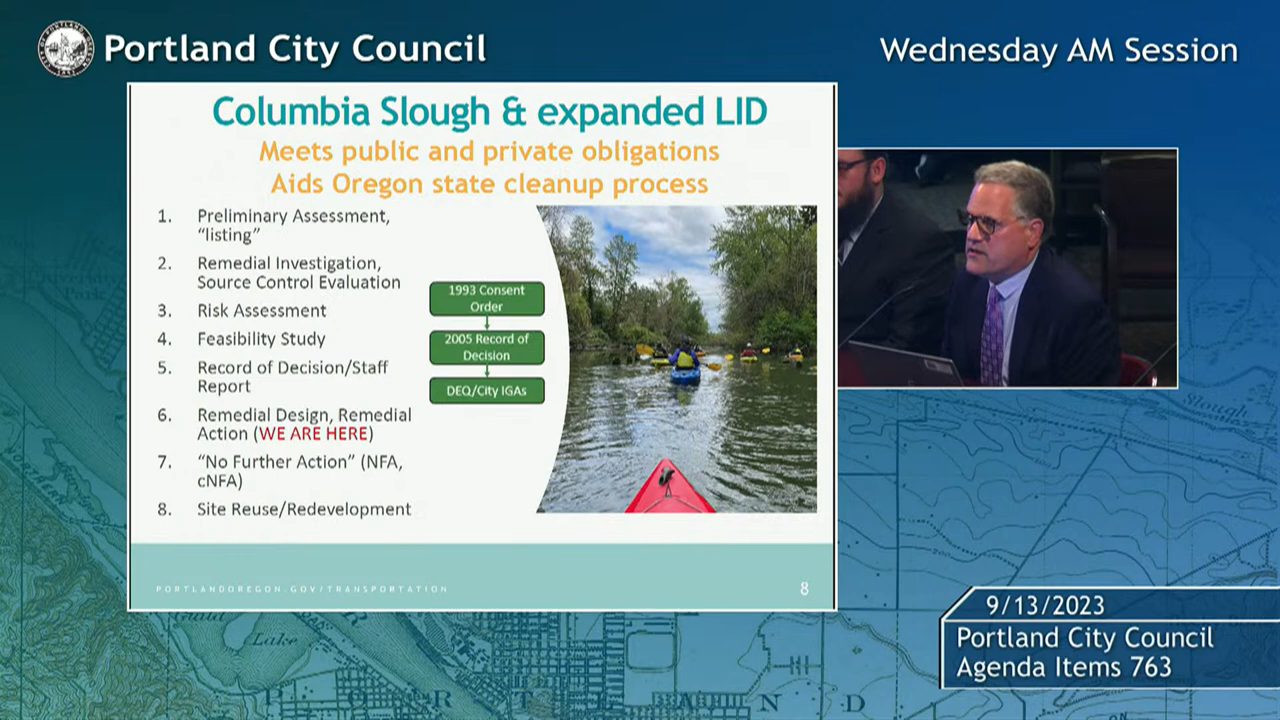 Portland City Council
Wednesday AM Session
Columbia Slough & expanded LID
Meets public and private obligations
Aids Oregon state cleanup process
1. Preliminary Assessment,
“listing”
2. Remedial Investigation,
Source Control Evaluation
3. Risk Assessment
4. Feasibility Study
5. Record of Decision/Staff
Report
6. Remedial Design, Remedial
Action (WE ARE HERE)
7. “No Further Action” (NFA,
cNFA)
8. Site Reuse/Redevelopment
1993 Consent
Order
2005 Record of
Decision
DEQ/City IGAs
PORTLANDOREGON.GOV/TRANSPORTATION
8
Slough
Guild
Lake
9/13/2023
Portland City Council
Agenda Items 763